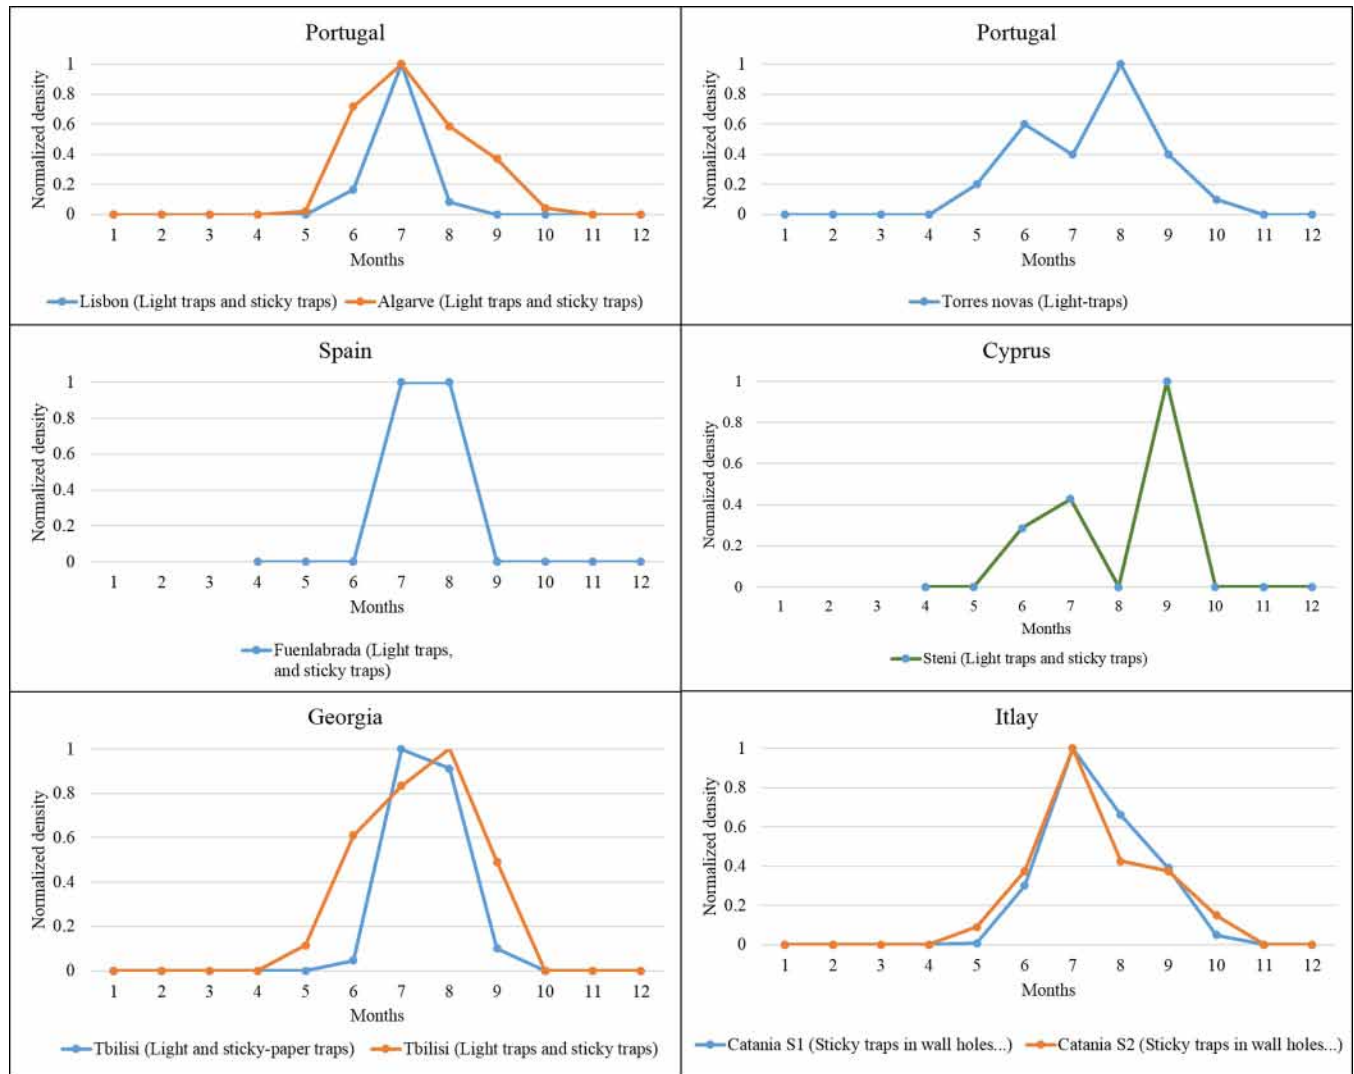 Portugal
Normalized density
1
0.8
0.6
0.4
0.2
0
1 2 3 4 5 6 7 8 9 10 11 12
Months
Lisbon (Light traps and sticky traps) Algarve (Light traps and sticky traps)
Portugal
Normalized density
1
0.8
0.6
0.4
0.2
0
1 2 3 4 5 6 7 8 9 10 11 12
Months
Torres novas (Light-traps)
Spain
Normalized density
1
0.8
0.6
0.4
0.2
0
1 2 3 4 5 6 7 8 9 10 11 12
Months
Fuenlabrada (Light traps,
and sticky traps)
Cyprus
Normalized density
1
0.8
0.6
0.4
0.2
0
1 2 3 4 5 6 7 8 9 10 11 12
Months
Steni (Light traps and sticky traps)
Georgia
Normalized density
1
0.8
0.6
0.4
0.2
0
1 2 3 4 5 6 7 8 9 10 11 12
Months
Tbilisi (Light and sticky-paper traps) Tbilisi (Light traps and sticky traps)
Itlay
Normalized density
1
0.8
0.6
0.4
0.2
0
1 2 3 4 5 6 7 8 9 10 11 12
Months
Catania S1 (Sticky traps in wall holes...) Catania S2 (Sticky traps in wall holes...)